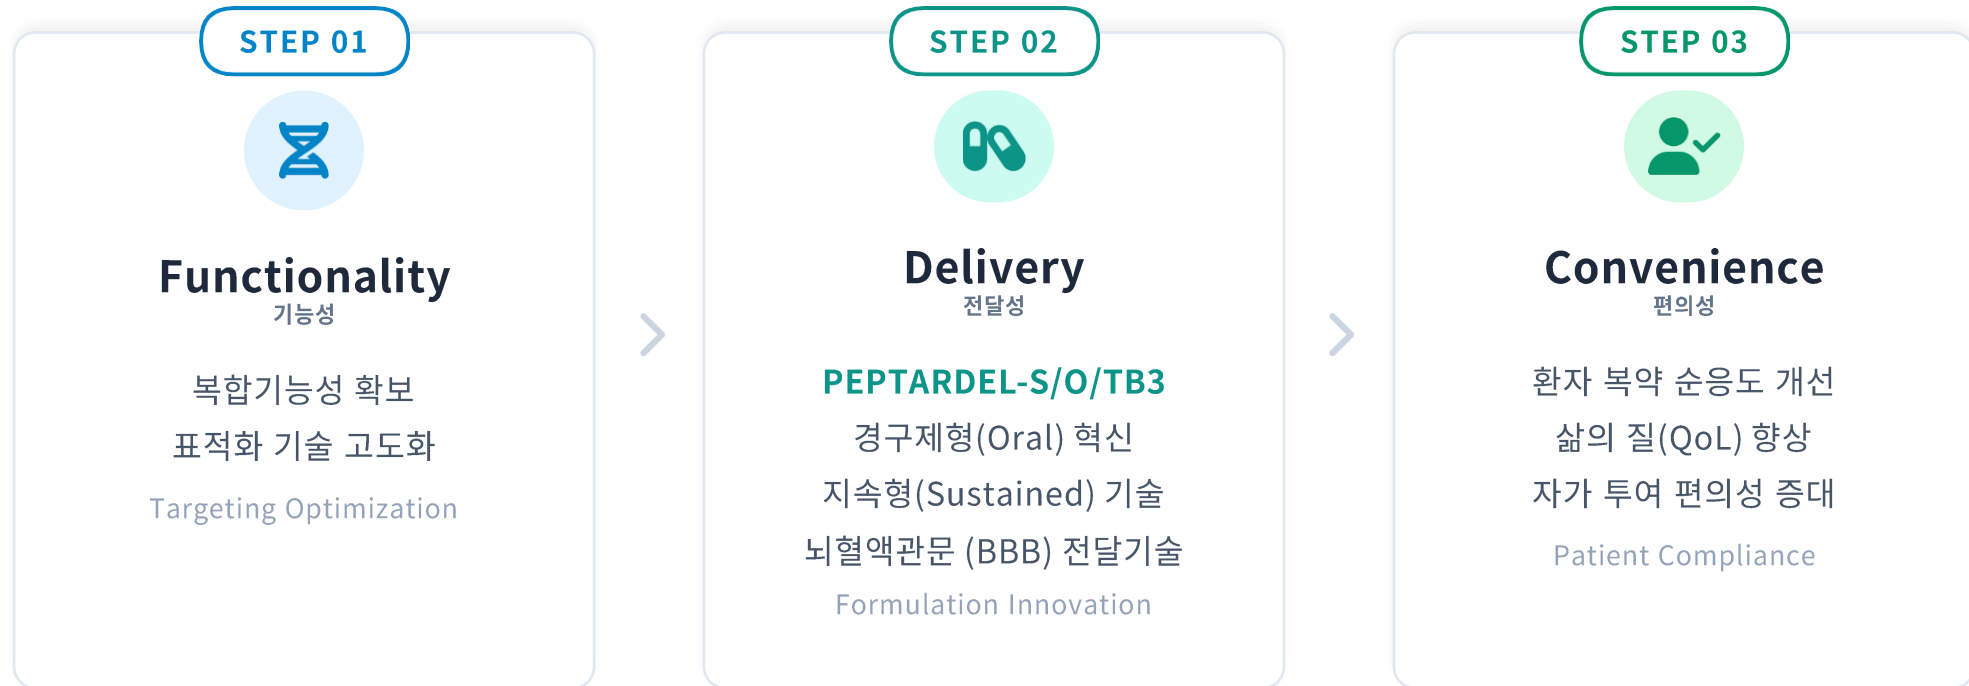 STEP 01
Functionality
기능성
복합기능성 확보
표적화 기술 고도화
Targeting Optimization
STEP 02
Delivery
전달성
PEPTARDEL-S/O/TB3
경구제형(Oral) 혁신
지속형(Sustained) 기술
뇌혈액관문 (BBB) 전달기술
Formulation Innovation
STEP 03
Convenience
편의성
환자 복약 순응도 개선
삶의 질(QoL) 향상
자가 투여 편의성 증대
Patient Compliance